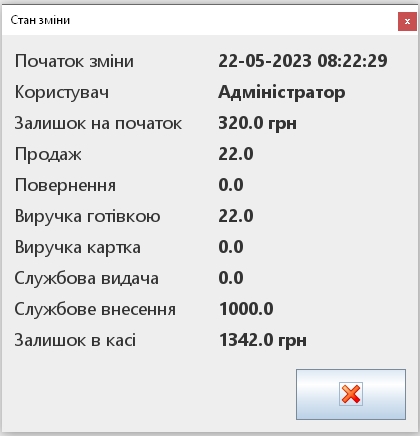 Стан зміни
x
Початок зміни 22-05-2023 08:22:29
Користувач Адміністратор
Залишок на початок 320.0 грн
Продаж 22.0
Повернення 0.0
Виручка готівкою 22.0
Виручка картка 0.0
Службова видача 0.0
Службове внесення 1000.0
Залишок в касі 1342.0 грн